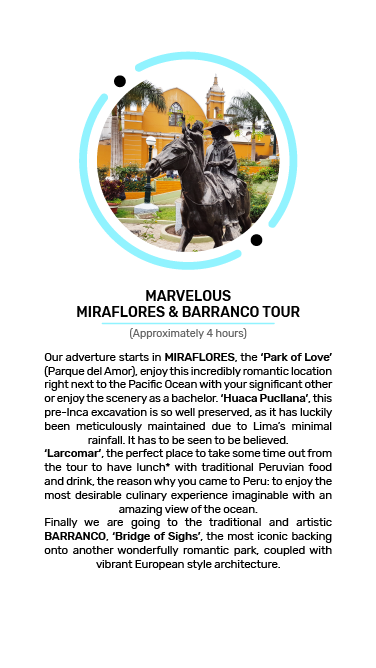 MARVELOUS
MIRAFLORES & BARRANCO TOUR
(Approximately 4 hours)
Our adverture starts in MIRAFLORES, the ‘Park of Love’
(Parque del Amor), enjoy this incredibly romantic location
right next to the Pacific Ocean with your significant other
or enjoy the scenery as a bachelor. ‘Huaca Pucllana’, this
pre-Inca excavation is so well preserved, as it has luckily
been meticulously maintained due to Lima’s minimal
rainfall. It has to be seen to be believed.
‘Larcomar’, the perfect place to take some time out from
the tour to have lunch* with traditional Peruvian food
and drink, the reason why you came to Peru: to enjoy the
most desirable culinary experience imaginable with an
amazing view of the ocean.
Finally we are going to the traditional and artistic
BARRANCO, ‘Bridge of Sighs’, the most iconic backing
onto another wonderfully romantic park, coupled with
vibrant European style architecture.